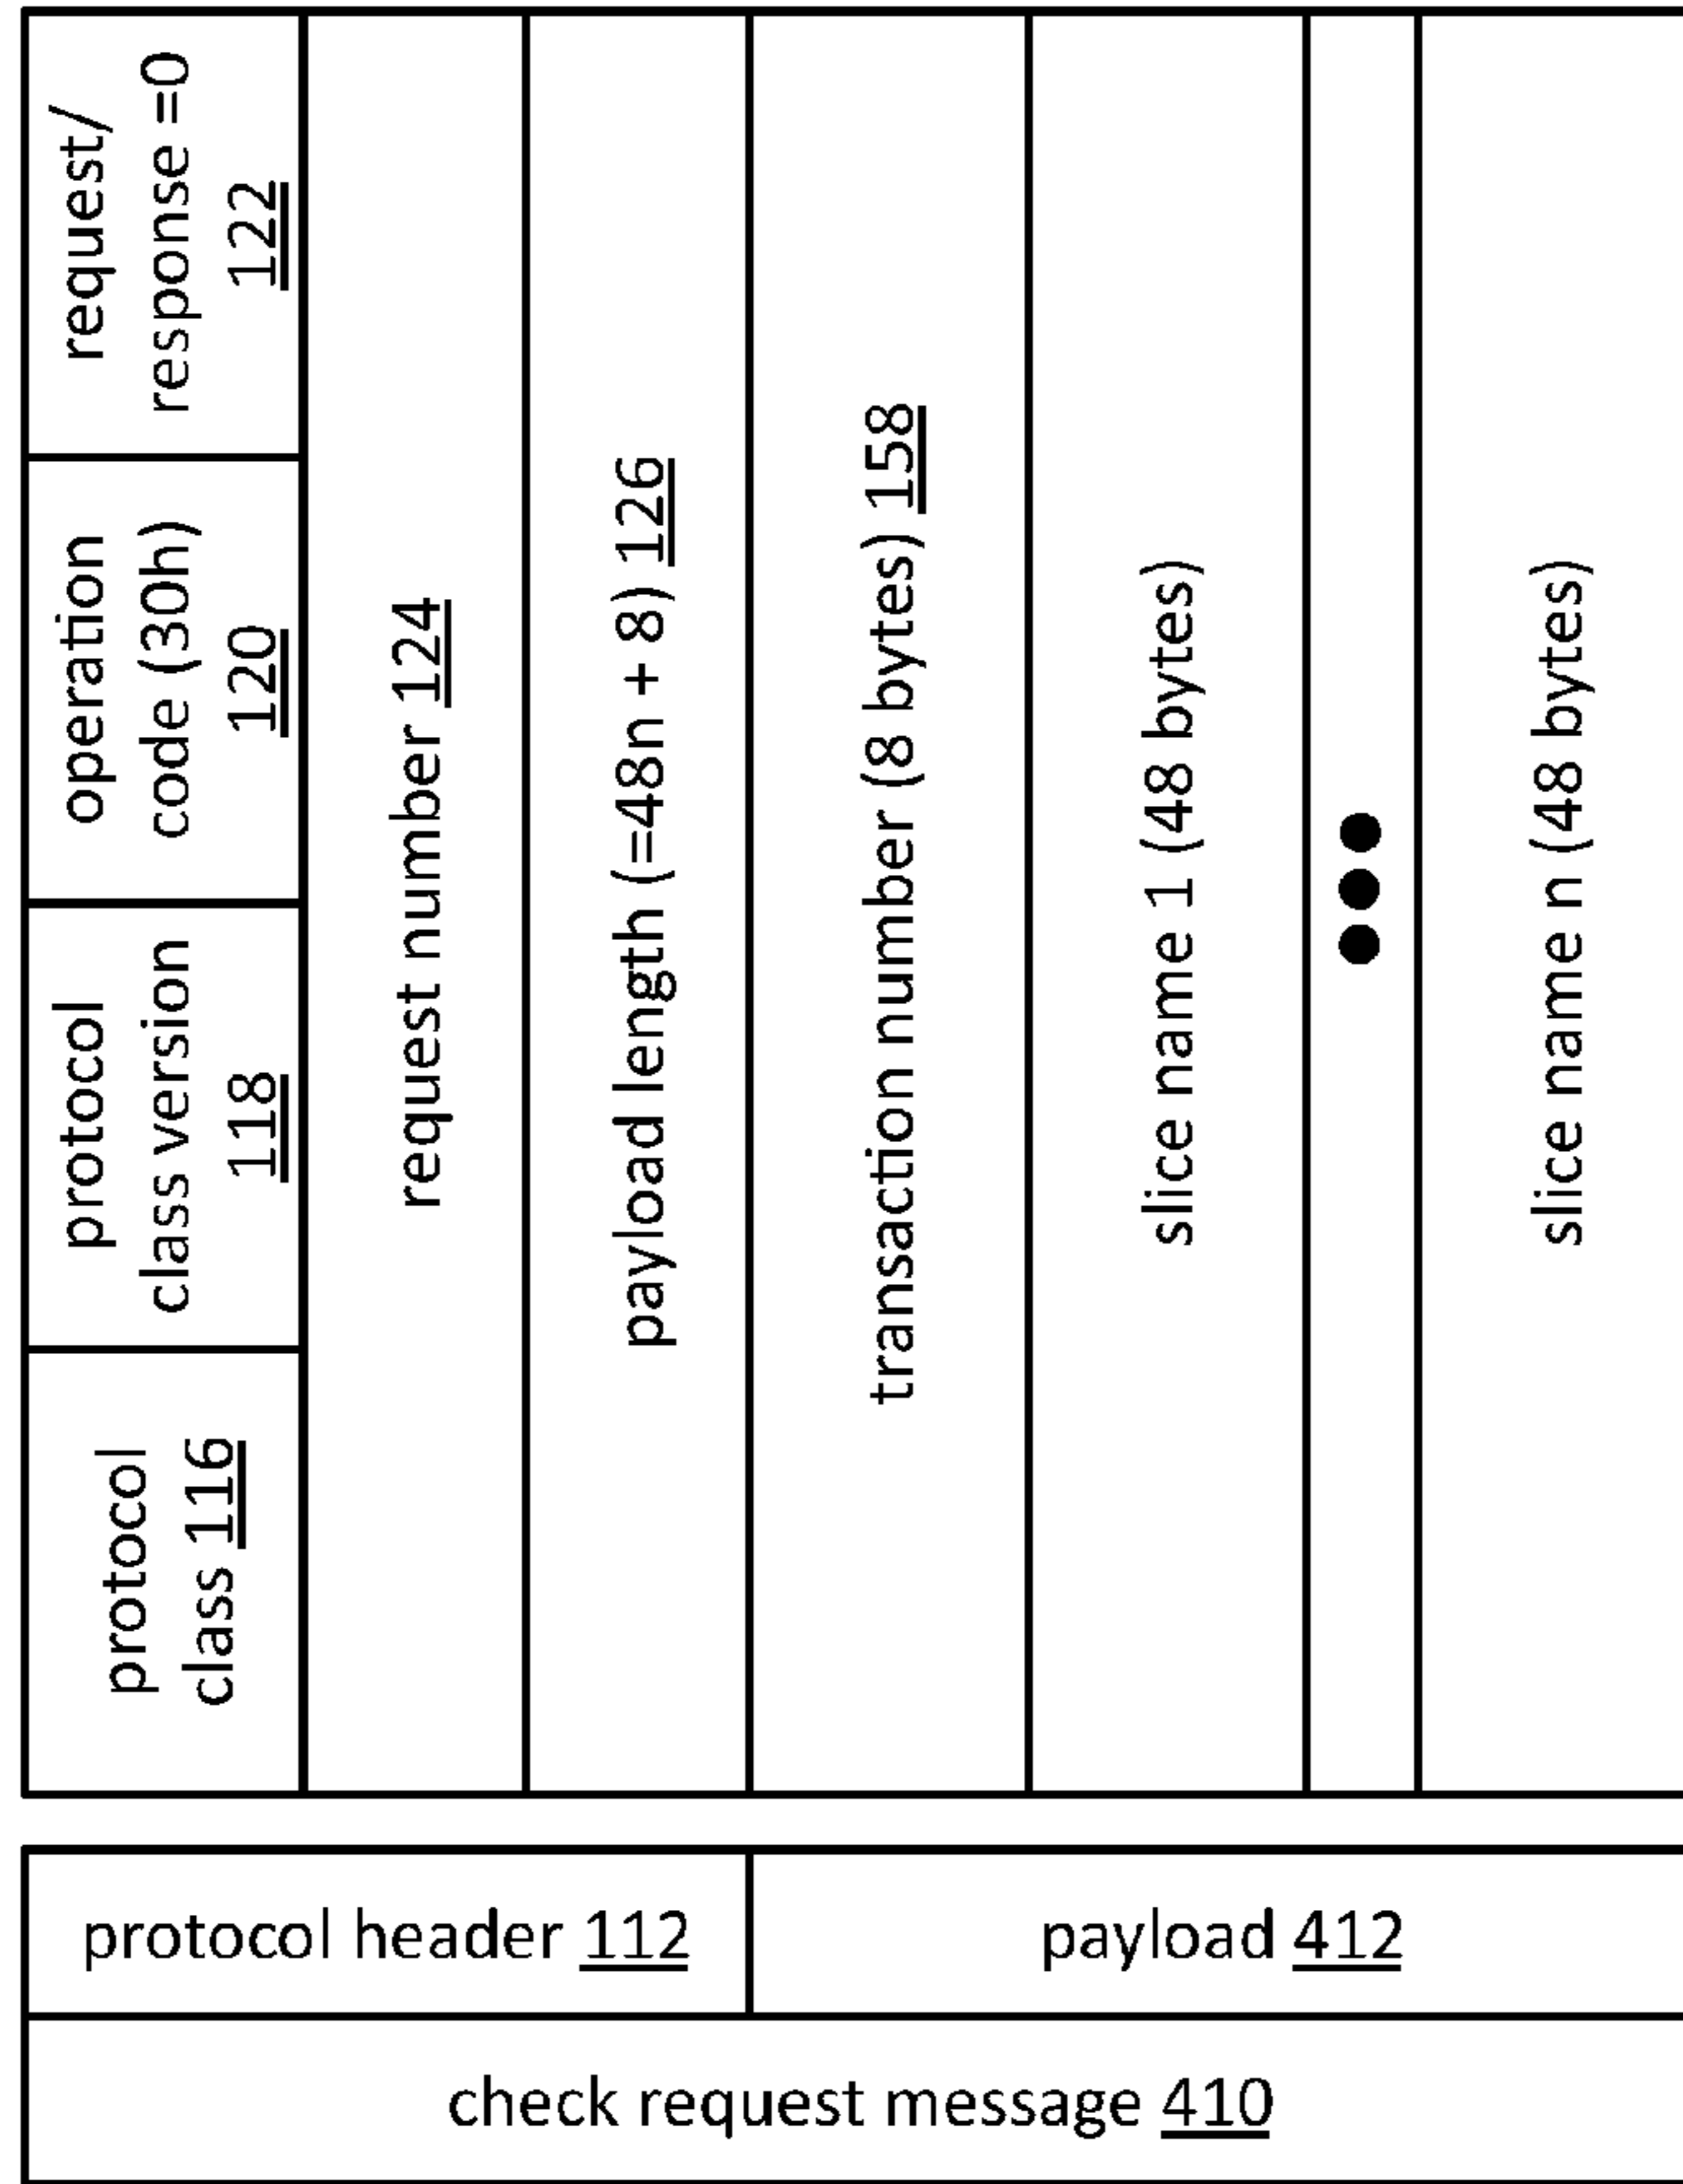 check request message 410
protocol header 112
payload 412
protocol
class 116
protocol
class version
118
operation
code (30h)
120
request/
response =0
122
request number 124
payload length (=48n + 8) 126
transaction number (8 bytes) 158
slice name 1 (48 bytes)
●●●
slice name n (48 bytes)